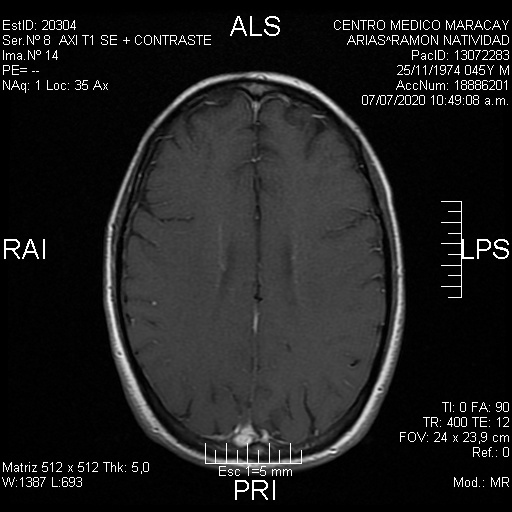 EstID: 20304
Ser.Nº 8 AXI T1 SE + CONTRASTE
Ima.Nº 14
PE= --
NAq: 1 Loc: 35 Ax
ALS
CENTRO MEDICO MARACAY
ARIAS^RAMON NATIVIDAD
PacID: 13072283
25/11/1974 045Y M
AccNum: 18886201
07/07/2020 10:49:08 a.m.
RAI
LPS
Matriz 512 x 512 Thk: 5,0
W:1387 L:693
Esc 1=5 mm
PRI
TI: 0 FA: 90
TR: 400 TE: 12
FOV: 24 x 23,9 cm
Ref.: 0
Mod.: MR